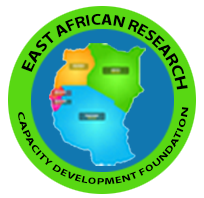 EAST AFRICAN RESEARCH
CAPACITY DEVELOPMENT FOUNDATION